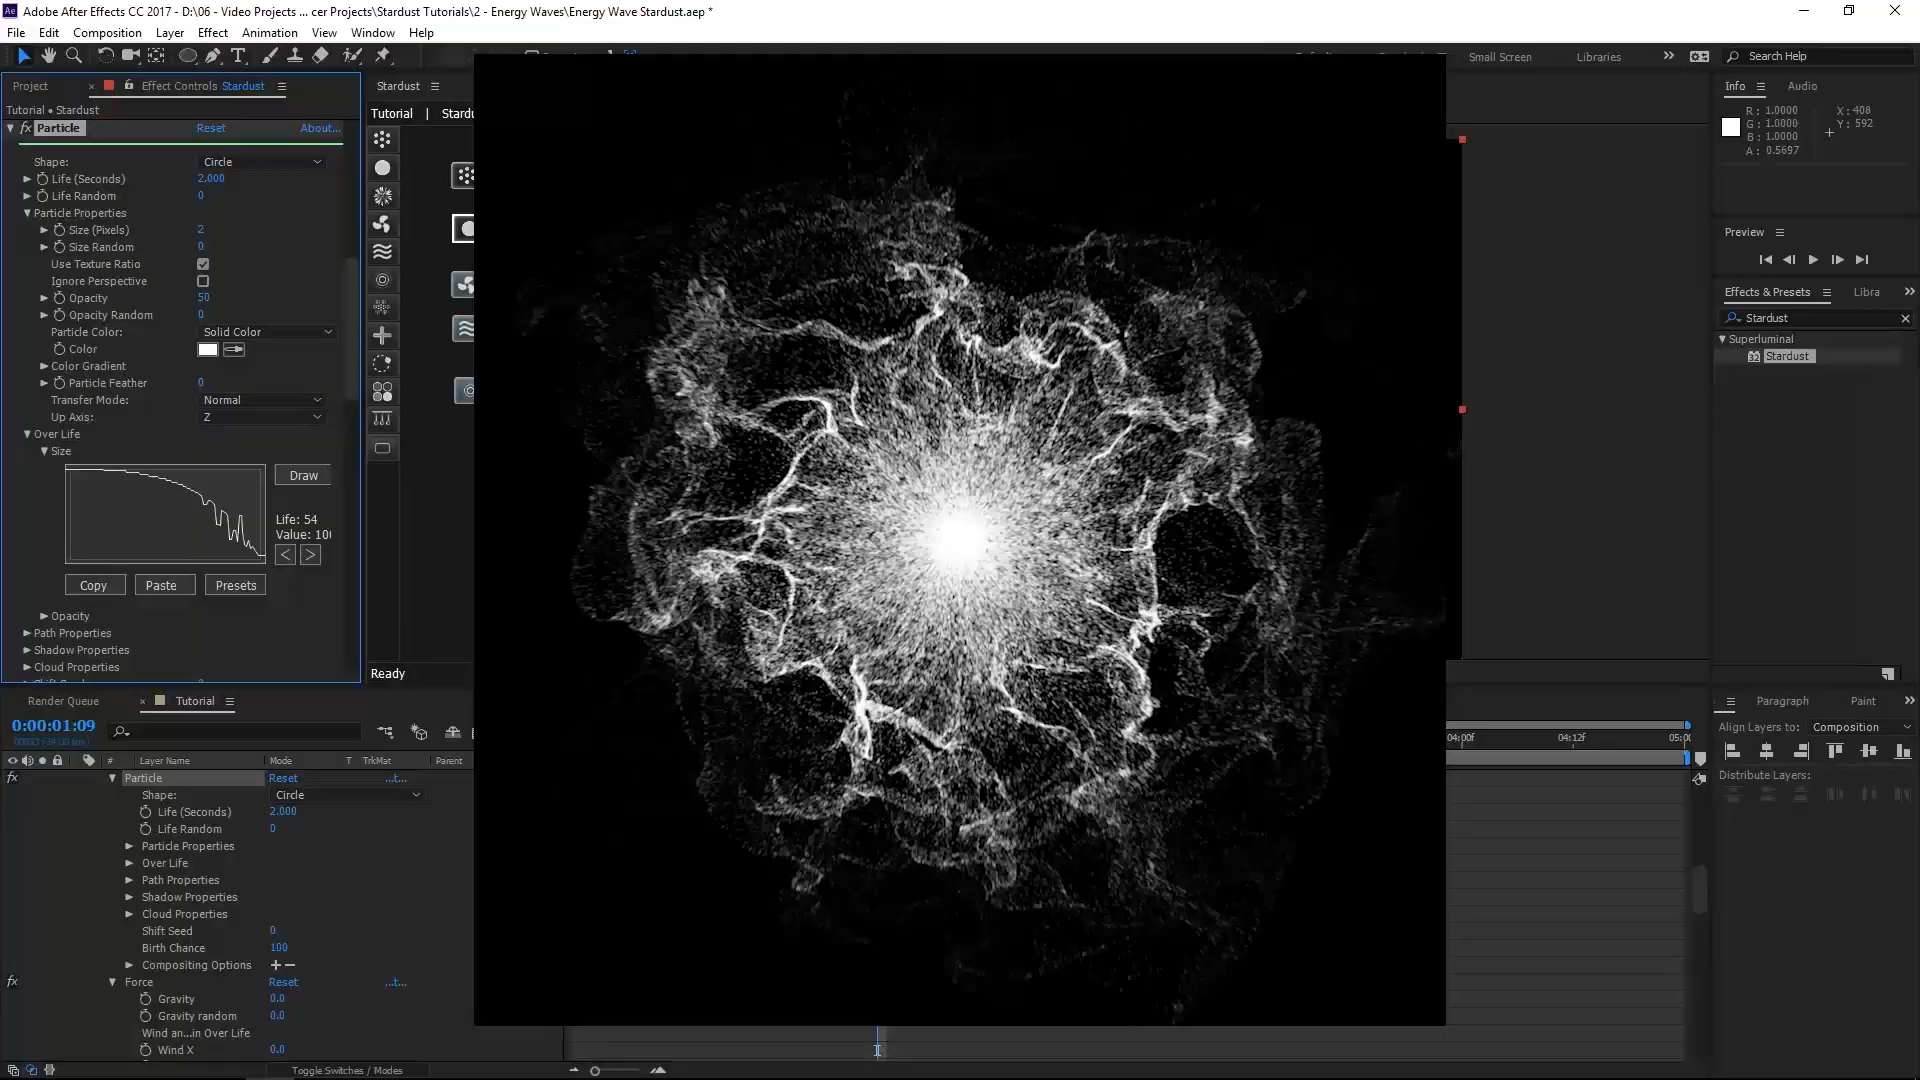 Adobe After Effects CC 2017 - D:\06 - Video Projects ... cer Projects\Stardust Tutorials\2 - Energy Waves\Energy Wave Stardust.aep *
File Edit Composition Layer Effect Animation View Window Help
Small Screen Libraries Search Help
Project Effect Controls Stardust
Tutorial • Stardust
fx Particle Reset About...
Shape: Circle
Life (Seconds) 2.000
Life Random 0
Particle Properties
Size (Pixels) 2
Size Random 0
Use Texture Ratio
Ignore Perspective
Opacity 50
Opacity Random 0
Particle Color: Solid Color
Color
Color Gradient
Particle Feather 0
Transfer Mode: Normal
Up Axis: Z
Over Life
Size
Draw
Life: 54
Value: 10
< >
Copy Paste Presets
Opacity
Path Properties
Shadow Properties
Cloud Properties
Stardust
Tutorial | Stardu
Ready
Info Audio
R: 1.0000 X: 408
G: 1.0000 Y: 592
B: 1.0000
A: 0.5697
Preview
Effects & Presets Libra
Stardust
Superluminal
32 Stardust
Render Queue Tutorial
0:00:01:09
# Layer Name Mode T TrkMat Parent
fx Particle Reset ...t...
Shape: Circle
Life (Seconds) 2.000
Life Random 0
Particle Properties
Over Life
Path Properties
Shadow Properties
Cloud Properties
Shift Seed 0
Birth Chance 100
Compositing Options + −
fx Force Reset ...t...
Gravity 0.0
Gravity random 0.0
Wind an...in Over Life
Wind X 0.0
Toggle Switches / Modes
04:00f 04:12f 05:0
Paragraph Paint
Align Layers to: Composition
Distribute Layers: